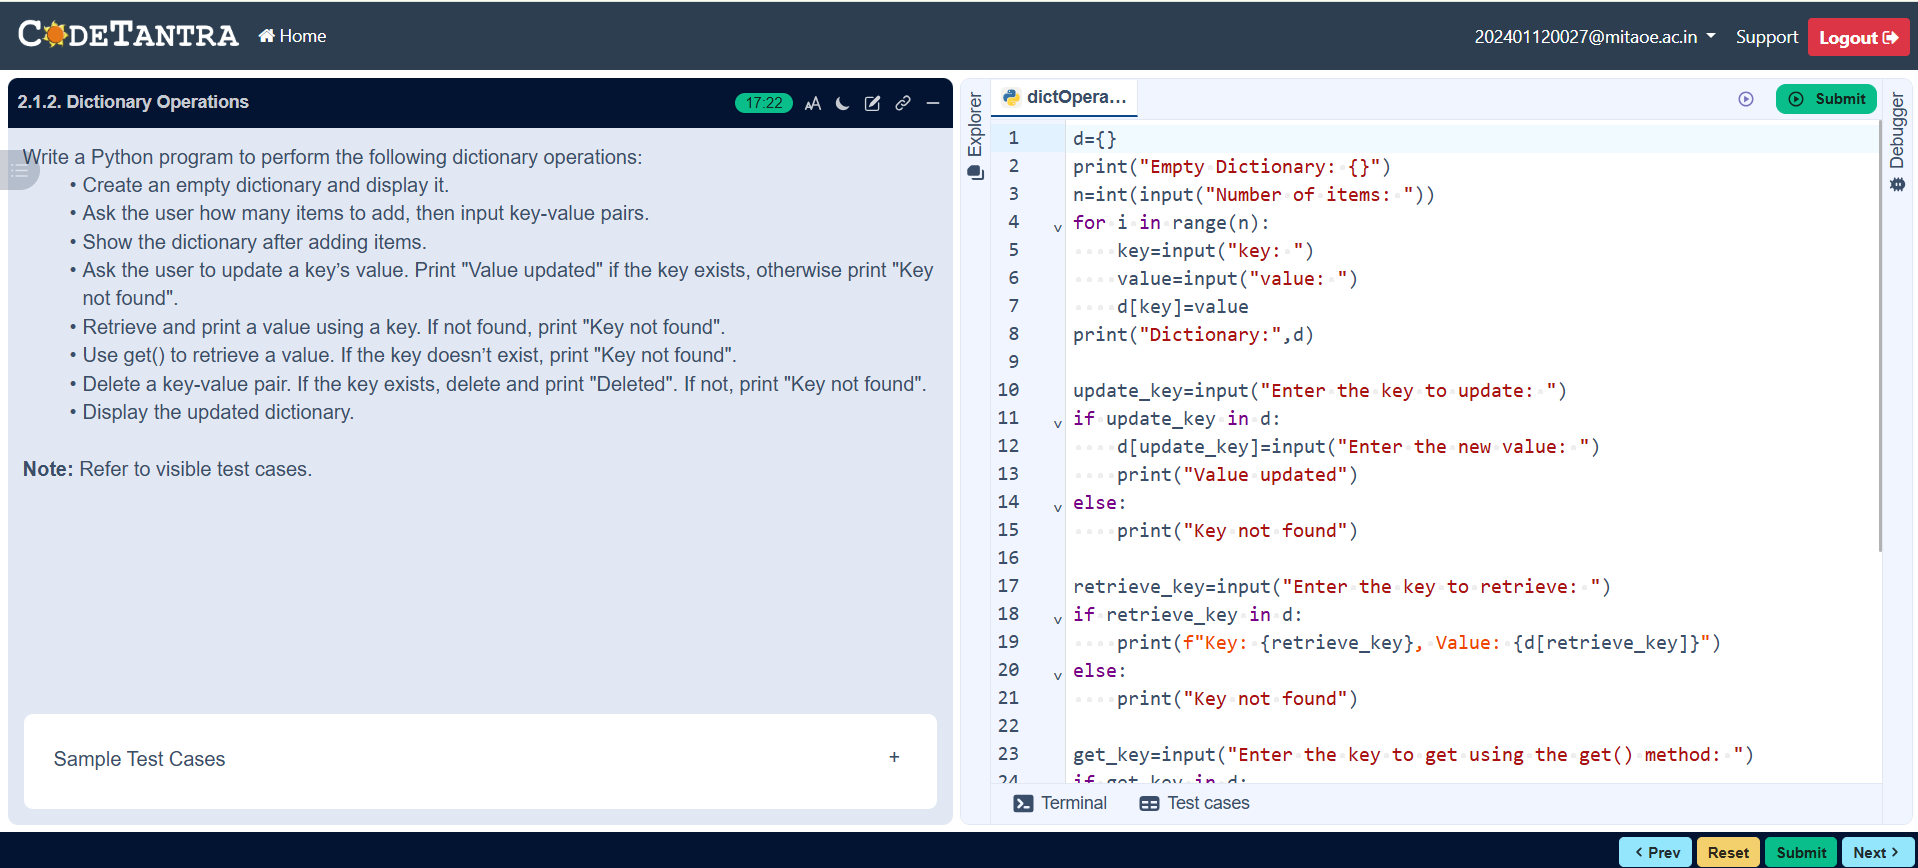 CODETANTRA
Home
202401120027@mitaoe.ac.in
Support
Logout
2.1.2. Dictionary Operations
17:22
AA
Write a Python program to perform the following dictionary operations:
• Create an empty dictionary and display it.
• Ask the user how many items to add, then input key-value pairs.
• Show the dictionary after adding items.
• Ask the user to update a key’s value. Print "Value updated" if the key exists, otherwise print "Key
not found".
• Retrieve and print a value using a key. If not found, print "Key not found".
• Use get() to retrieve a value. If the key doesn’t exist, print "Key not found".
• Delete a key-value pair. If the key exists, delete and print "Deleted". If not, print "Key not found".
• Display the updated dictionary.
Note: Refer to visible test cases.
Sample Test Cases
+
Explorer
dictOpera...
Submit
Debugger
1 d={}
2 print("Empty Dictionary: {}")
3 n=int(input("Number of items: "))
4 for i in range(n):
5     key=input("key: ")
6     value=input("value: ")
7     d[key]=value
8 print("Dictionary:",d)
9
10 update_key=input("Enter the key to update: ")
11 if update_key in d:
12     d[update_key]=input("Enter the new value: ")
13     print("Value updated")
14 else:
15     print("Key not found")
16
17 retrieve_key=input("Enter the key to retrieve: ")
18 if retrieve_key in d:
19     print(f"Key: {retrieve_key}, Value: {d[retrieve_key]}")
20 else:
21     print("Key not found")
22
23 get_key=input("Enter the key to get using the get() method: ")
24 if get_key in d:
Terminal
Test cases
< Prev
Reset
Submit
Next >